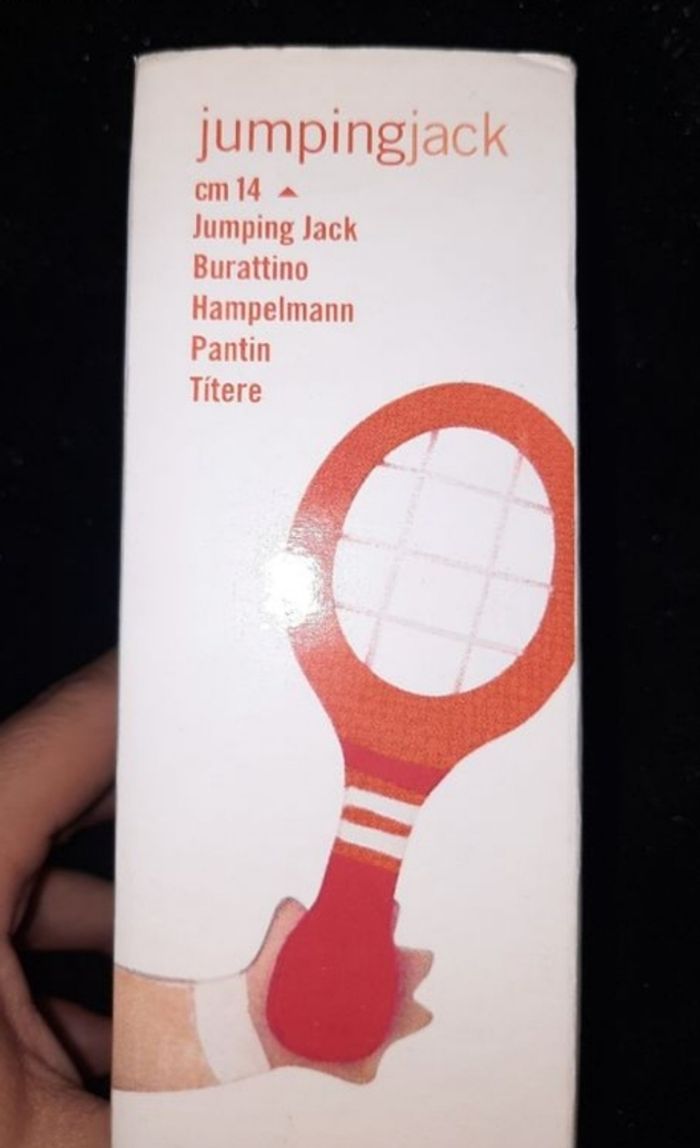 jumpingjack
cm 14 ▲
Jumping Jack
Burattino
Hampelmann
Pantin
Títere